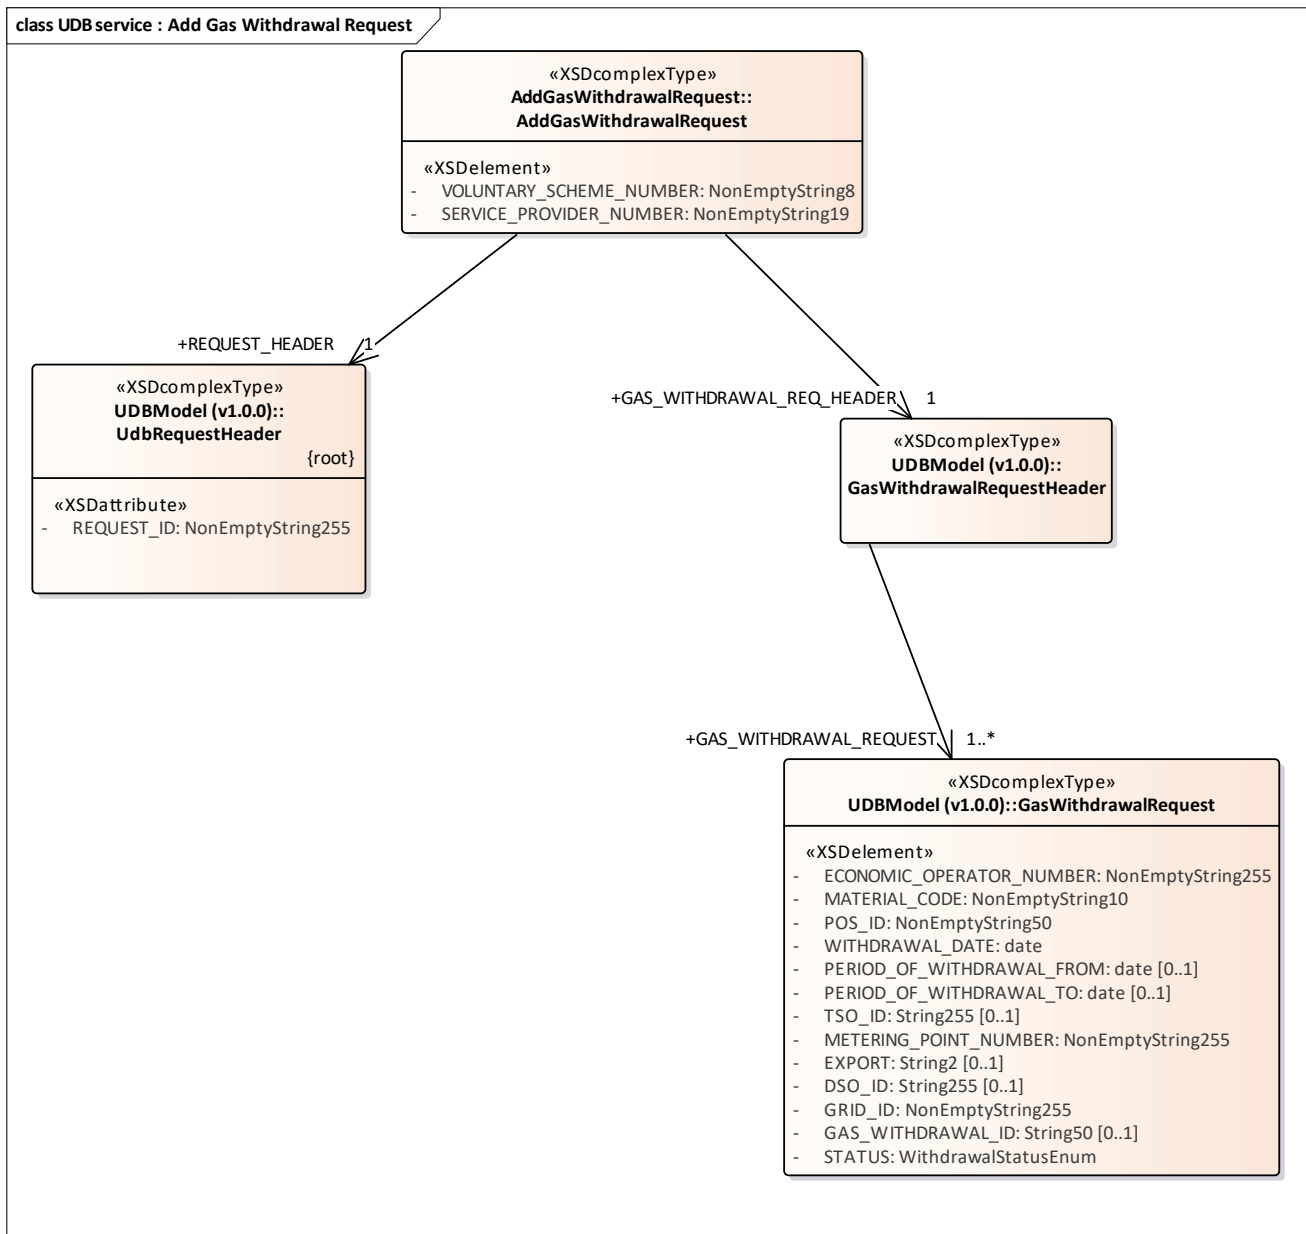 class UDB service : Add Gas Withdrawal Request
«XSDcomplexType»
AddGasWithdrawalRequest::
AddGasWithdrawalRequest
«XSDelement»
- VOLUNTARY_SCHEME_NUMBER: NonEmptyString8
- SERVICE_PROVIDER_NUMBER: NonEmptyString19
+REQUEST_HEADER 1
«XSDcomplexType»
UDBModel (v1.0.0)::
UdbRequestHeader
{root}
«XSDattribute»
- REQUEST_ID: NonEmptyString255
+GAS_WITHDRAWAL_REQ_HEADER 1
«XSDcomplexType»
UDBModel (v1.0.0)::
GasWithdrawalRequestHeader
+GAS_WITHDRAWAL_REQUEST 1..*
«XSDcomplexType»
UDBModel (v1.0.0)::GasWithdrawalRequest
«XSDelement»
- ECONOMIC_OPERATOR_NUMBER: NonEmptyString255
- MATERIAL_CODE: NonEmptyString10
- POS_ID: NonEmptyString50
- WITHDRAWAL_DATE: date
- PERIOD_OF_WITHDRAWAL_FROM: date [0..1]
- PERIOD_OF_WITHDRAWAL_TO: date [0..1]
- TSO_ID: String255 [0..1]
- METERING_POINT_NUMBER: NonEmptyString255
- EXPORT: String2 [0..1]
- DSO_ID: String255 [0..1]
- GRID_ID: NonEmptyString255
- GAS_WITHDRAWAL_ID: String50 [0..1]
- STATUS: WithdrawalStatusEnum